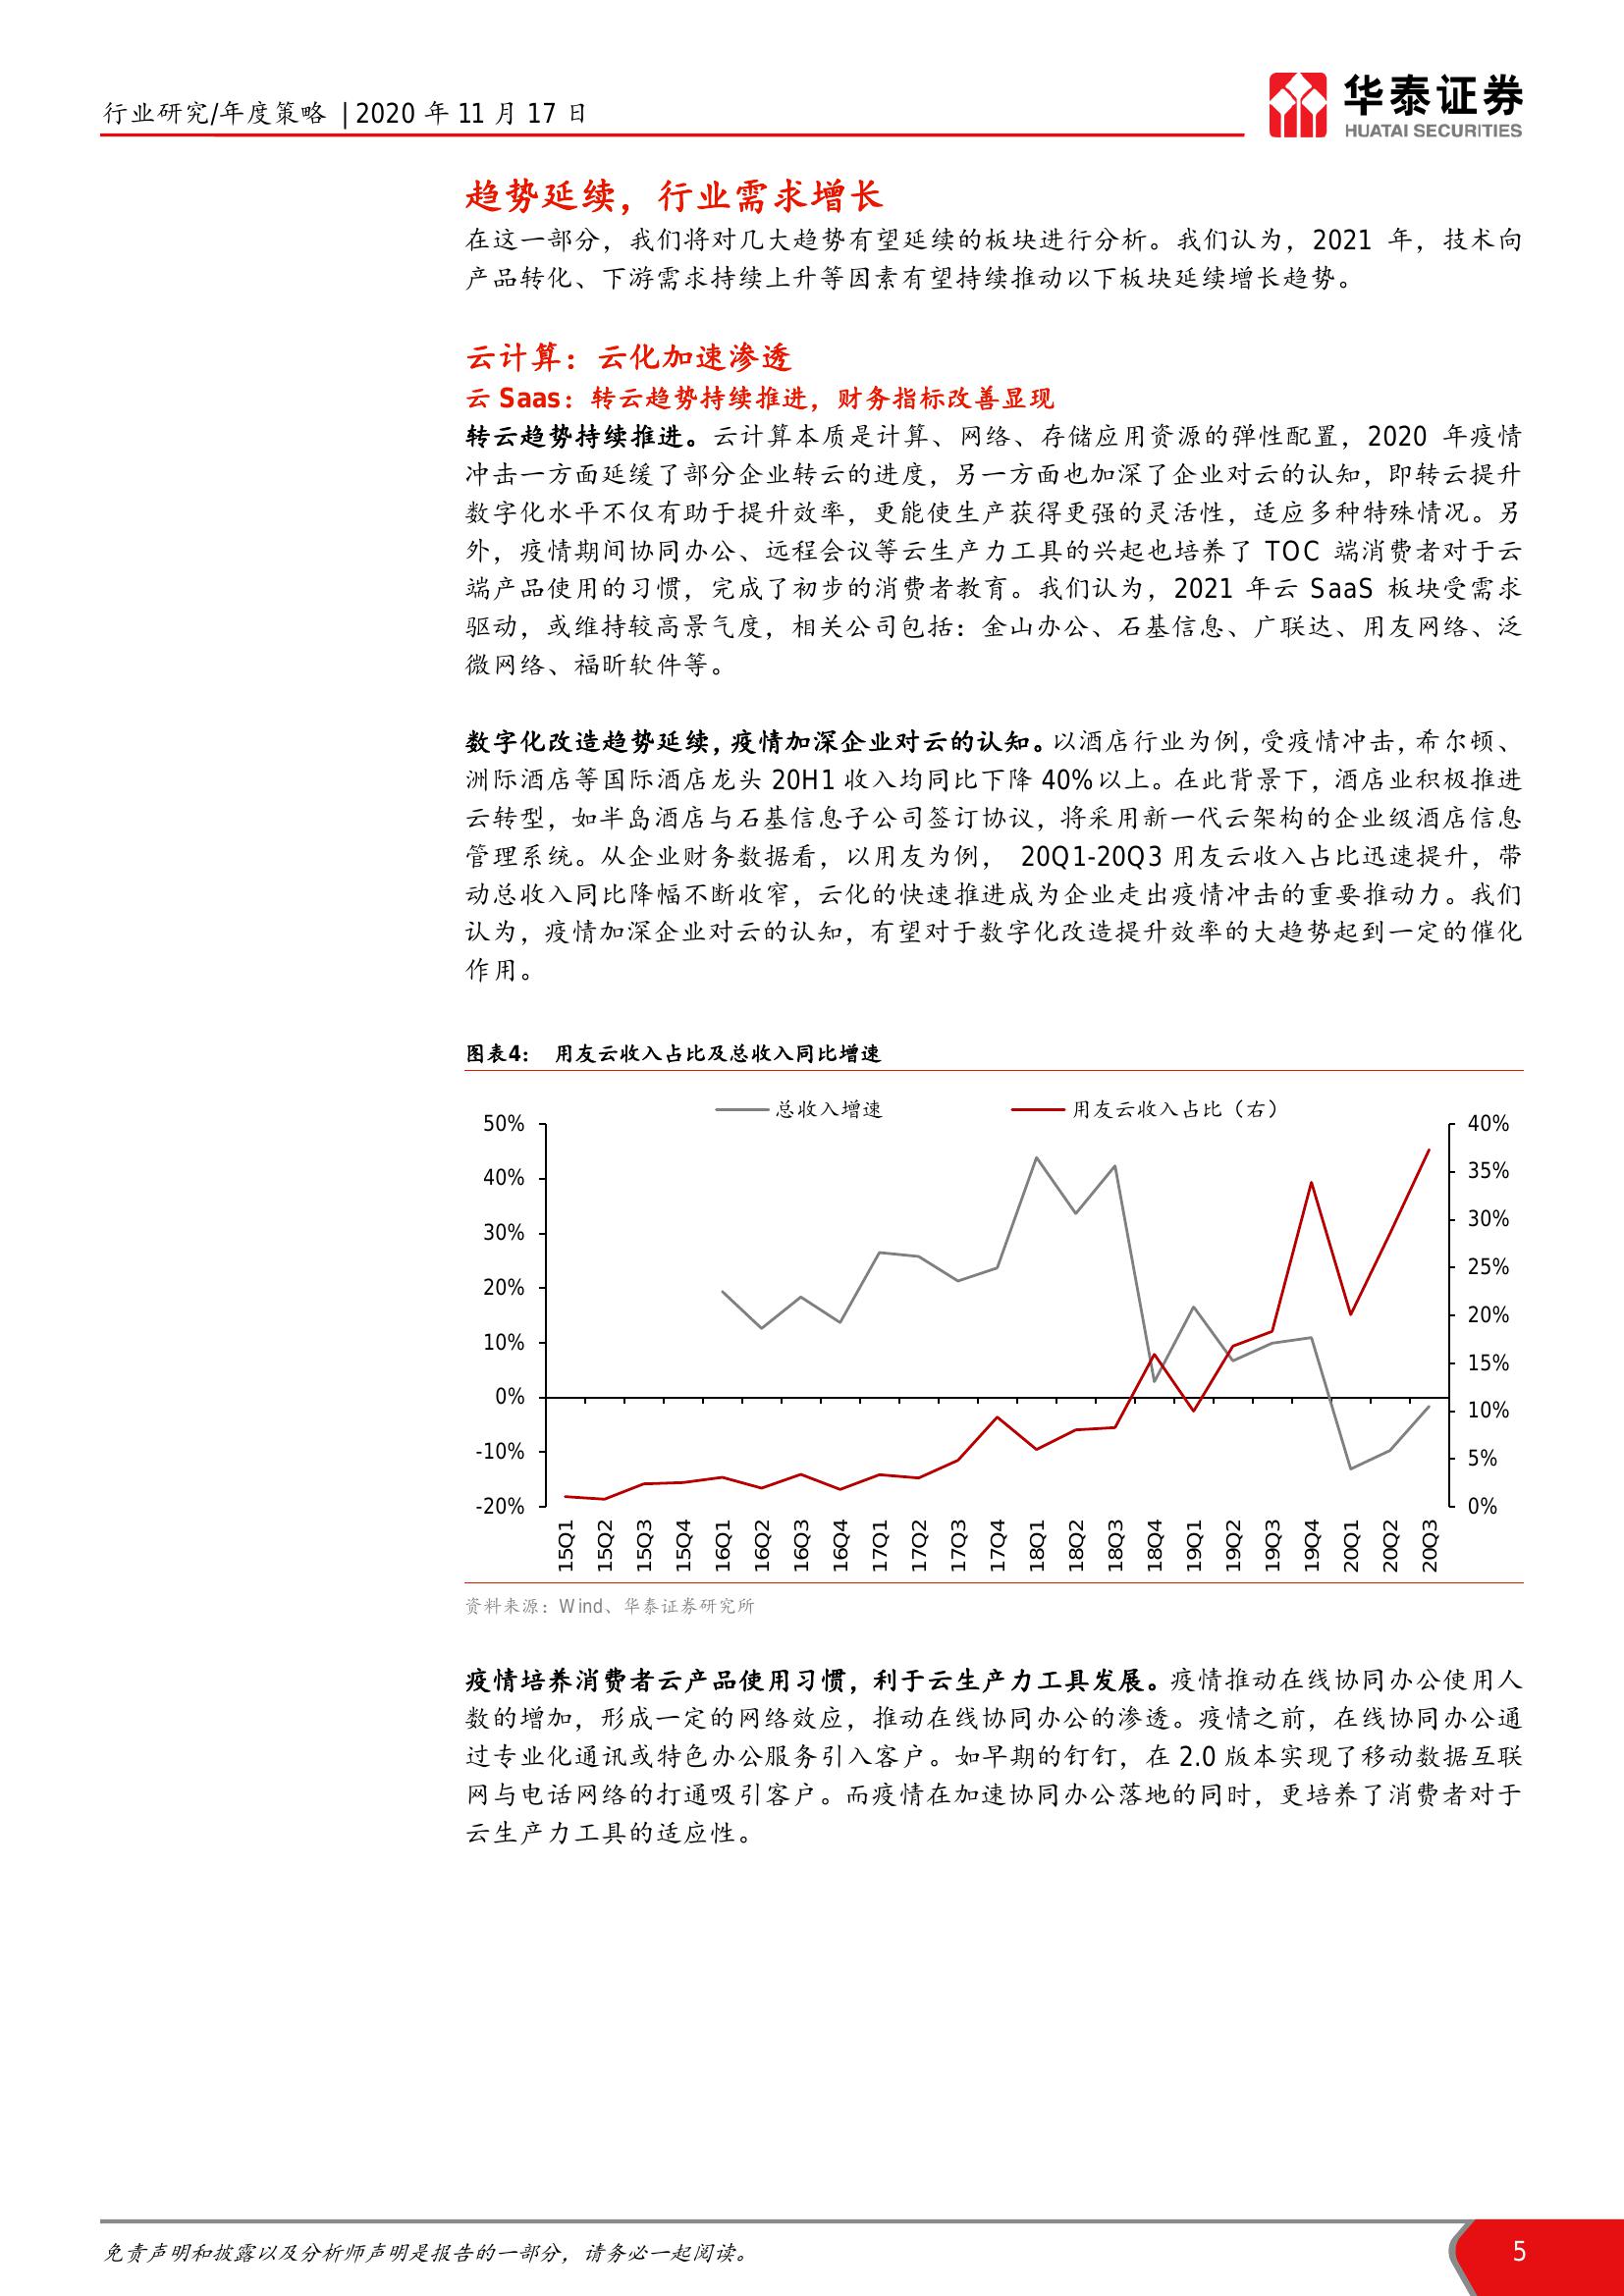 行业研究/年度策略 | 2020 年 11 月 17 日
华泰证券
HUATAI SECURITIES
趋势延续，行业需求增长
在这一部分，我们将对几大趋势有望延续的板块进行分析。我们认为，2021 年，技术向
产品转化、下游需求持续上升等因素有望持续推动以下板块延续增长趋势。
云计算：云化加速渗透
云 Saas：转云趋势持续推进，财务指标改善显现
转云趋势持续推进。云计算本质是计算、网络、存储应用资源的弹性配置，2020 年疫情
冲击一方面延缓了部分企业转云的进度，另一方面也加深了企业对云的认知，即转云提升
数字化水平不仅有助于提升效率，更能使生产获得更强的灵活性，适应多种特殊情况。另
外，疫情期间协同办公、远程会议等云生产力工具的兴起也培养了 TOC 端消费者对于云
端产品使用的习惯，完成了初步的消费者教育。我们认为，2021 年云 SaaS 板块受需求
驱动，或维持较高景气度，相关公司包括：金山办公、石基信息、广联达、用友网络、泛
微网络、福昕软件等。
数字化改造趋势延续，疫情加深企业对云的认知。以酒店行业为例，受疫情冲击，希尔顿、
洲际酒店等国际酒店龙头 20H1 收入均同比下降 40%以上。在此背景下，酒店业积极推进
云转型，如半岛酒店与石基信息子公司签订协议，将采用新一代云架构的企业级酒店信息
管理系统。从企业财务数据看，以用友为例， 20Q1-20Q3 用友云收入占比迅速提升，带
动总收入同比降幅不断收窄，云化的快速推进成为企业走出疫情冲击的重要推动力。我们
认为，疫情加深企业对云的认知，有望对于数字化改造提升效率的大趋势起到一定的催化
作用。
图表4： 用友云收入占比及总收入同比增速
总收入增速 用友云收入占比（右）
50% 40%
40% 35%
30% 30%
20% 25%
10% 20%
0% 15%
-10% 10%
-20% 5%
0%
15Q1 15Q2 15Q3 15Q4 16Q1 16Q2 16Q3 16Q4 17Q1 17Q2 17Q3 17Q4 18Q1 18Q2 18Q3 18Q4 19Q1 19Q2 19Q3 19Q4 20Q1 20Q2 20Q3
资料来源：Wind、华泰证券研究所
疫情培养消费者云产品使用习惯，利于云生产力工具发展。疫情推动在线协同办公使用人
数的增加，形成一定的网络效应，推动在线协同办公的渗透。疫情之前，在线协同办公通
过专业化通讯或特色办公服务引入客户。如早期的钉钉，在 2.0 版本实现了移动数据互联
网与电话网络的打通吸引客户。而疫情在加速协同办公落地的同时，更培养了消费者对于
云生产力工具的适应性。
免责声明和披露以及分析师声明是报告的一部分，请务必一起阅读。
5